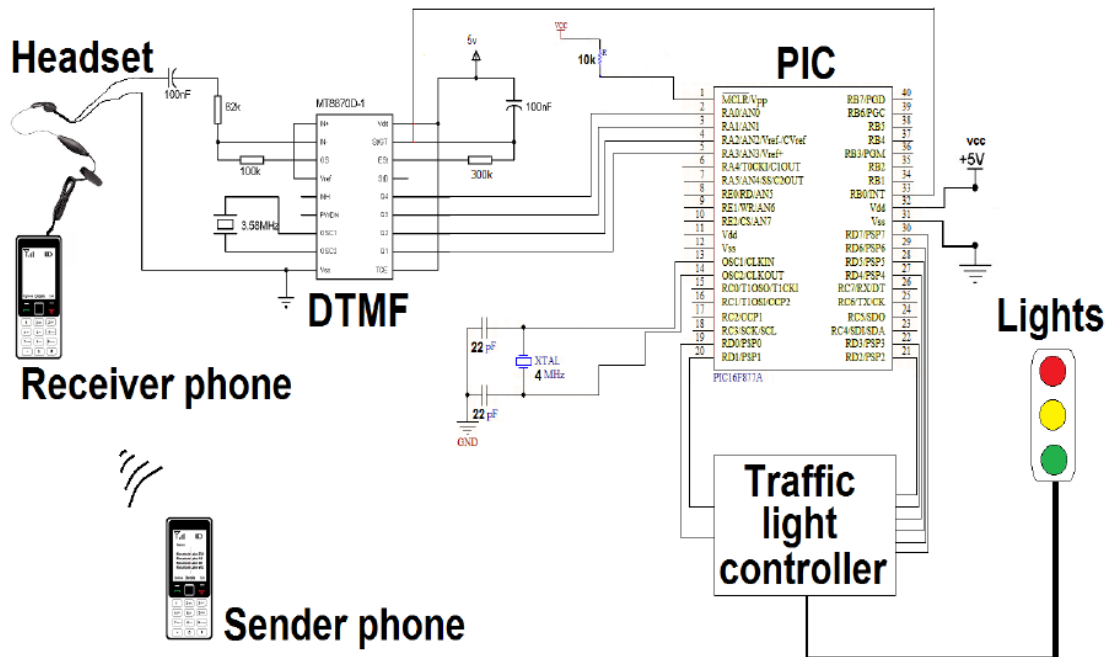 Headset
100nF
82k
100k
3.58MHz
5v
MT8870D-1
IN+
IN-
GS
Vref
INH
PWDN
OSC1
OSC2
Vss
Vdd
St/GT
ESt
StD
Q4
Q3
Q2
Q1
TOE
100nF
300k
DTMF
VCC
R
10k
PIC
1
2
3
4
5
6
7
8
9
10
11
12
13
14
15
16
17
18
19
20
MCLR/Vpp
RA0/AN0
RA1/AN1
RA2/AN2/Vref-/CVref
RA3/AN3/Vref+
RA4/T0CKI/C1OUT
RA5/AN4/SS/C2OUT
RE0/RD/AN5
RE1/WR/AN6
RE2/CS/AN7
Vdd
Vss
OSC1/CLKIN
OSC2/CLKOUT
RC0/T1OSO/T1CKI
RC1/T1OSI/CCP2
RC2/CCP1
RC3/SCK/SCL
RD0/PSP0
RD1/PSP1
RB7/PGD
RB6/PGC
RB5
RB4
RB3/PGM
RB2
RB1
RB0/INT
Vdd
Vss
RD7/PSP7
RD6/PSP6
RD5/PSP5
RD4/PSP4
RC7/RX/DT
RC6/TX/CK
RC5/SDO
RC4/SDI/SDA
RD3/PSP3
RD2/PSP2
40
39
38
37
36
35
34
33
32
31
30
29
28
27
26
25
24
23
22
21
PIC16F877A
vcc
+5V
22 pF
XTAL
4 MHz
22 pF
GND
Receiver phone
Sender phone
Traffic
light
controller
Lights